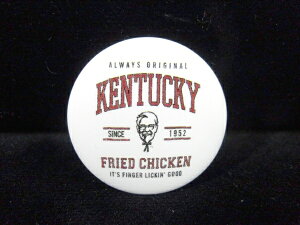 ALWAYS ORIGINAL
KENTUCKY
SINCE 1952
FRIED CHICKEN
IT'S FINGER LICKIN' GOOD